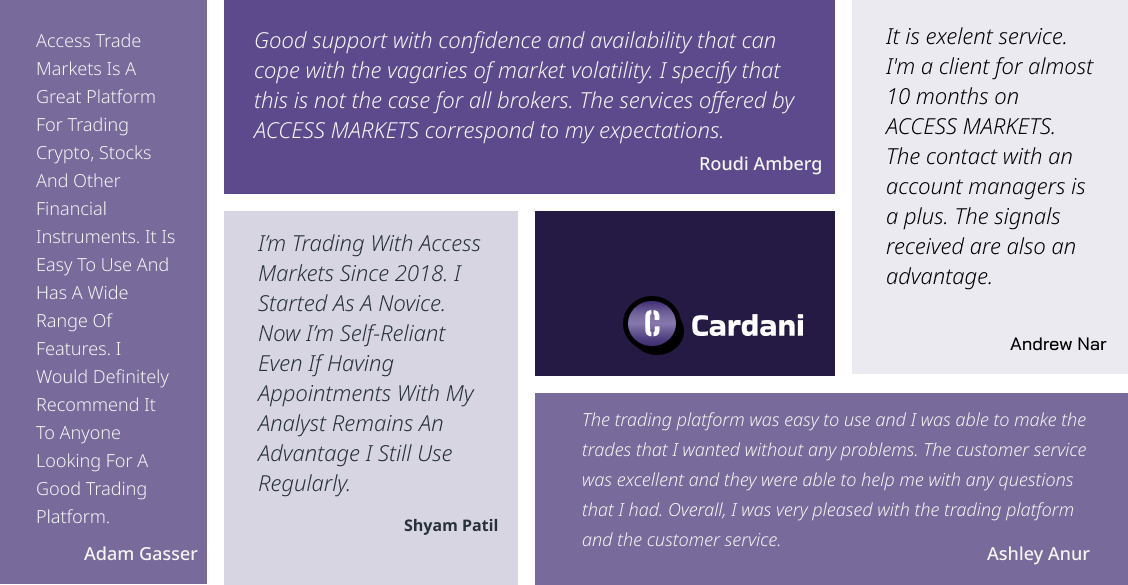 Access Trade
Markets Is A
Great Platform
For Trading
Crypto, Stocks
And Other
Financial
Instruments. It Is
Easy To Use And
Has A Wide
Range Of
Features. I
Would Definitely
Recommend It
To Anyone
Looking For A
Good Trading
Platform.
Adam Gasser
Good support with confidence and availability that can
cope with the vagaries of market volatility. I specify that
this is not the case for all brokers. The services offered by
ACCESS MARKETS correspond to my expectations.
Roudi Amberg
I'm Trading With Access
Markets Since 2018. I
Started As A Novice.
Now I'm Self-Reliant
Even If Having
Appointments With My
Analyst Remains An
Advantage I Still Use
Regularly.
Shyam Patil
C Cardani
It is exelent service.
I'm a client for almost
10 months on
ACCESS MARKETS.
The contact with an
account managers is
a plus. The signals
received are also an
advantage.
Andrew Nar
The trading platform was easy to use and I was able to make the
trades that I wanted without any problems. The customer service
was excellent and they were able to help me with any questions
that I had. Overall, I was very pleased with the trading platform
and the customer service.
Ashley Anur